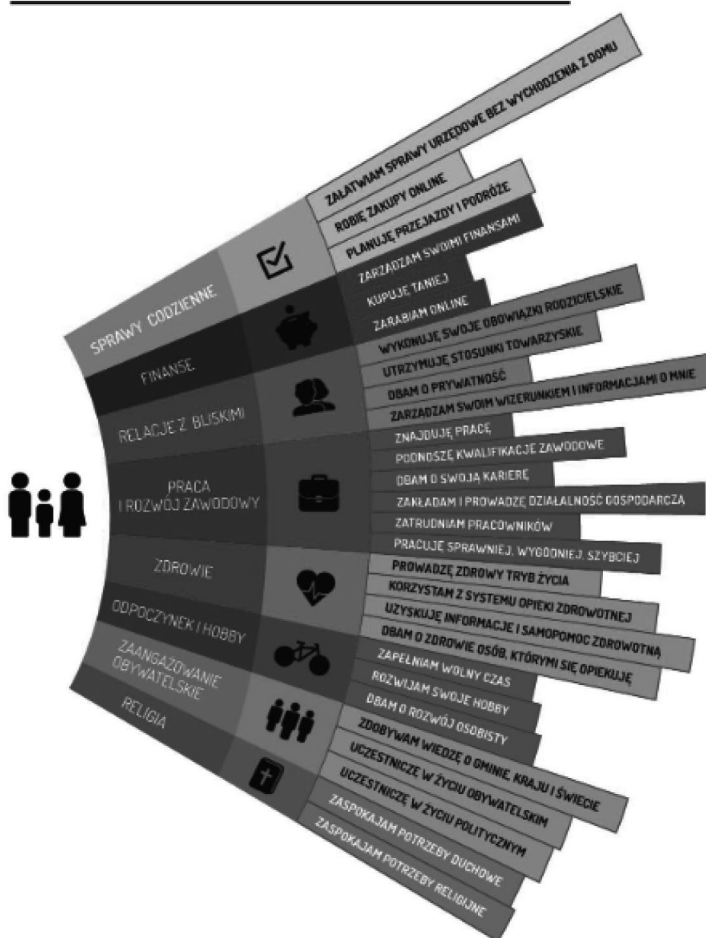 SPRAWY CODZIENNE
ZAŁATWIAM SPRAWY URZĘDOWE BEZ WYCHODZENIA Z DOMU
ROBIĘ ZAKUPY ONLINE
PLANUJĘ PRZEJAZDY I PODRÓŻE
FINANSE
ZARZĄDZAM SWOIMI FINANSAMI
KUPUJĘ TANIEJ
ZARABIAM ONLINE
RELACJE Z BLISKIMI
WYKONUJĘ SWOJE OBOWIĄZKI RODZICIELSKIE
UTRZYMUJĘ STOSUNKI TOWARZYSKIE
DBAM O PRYWATNOŚĆ
ZARZĄDZAM SWOIM WIZERUNKIEM I INFORMACJAMI O MNIE
PRACA
I ROZWÓJ ZAWODOWY
ZNAJDUJĘ PRACĘ
PODNOSZĘ KWALIFIKACJE ZAWODOWE
DBAM O SWOJĄ KARIERĘ
ZAKŁADAM I PROWADZĘ DZIAŁALNOŚĆ GOSPODARCZĄ
ZATRUDNIAM PRACOWNIKÓW
PRACUJĘ SPRAWNIEJ, WYGODNIEJ, SZYBCIEJ
ZDROWIE
PROWADZĘ ZDROWY TRYB ŻYCIA
KORZYSTAM Z SYSTEMU OPIEKI ZDROWOTNEJ
UZYSKUJĘ INFORMACJE I SAMOPOMOC ZDROWOTNĄ
DBAM O ZDROWIE OSÓB, KTÓRYMI SIĘ OPIEKUJĘ
ODPOCZYNEK I HOBBY
ZAPEŁNIAM WOLNY CZAS
ROZWIJAM SWOJE HOBBY
DBAM O ROZWÓJ OSOBISTY
ZAANGAŻOWANIE
OBYWATELSKIE
ZDOBYWAM WIEDZĘ O GMINIE, KRAJU I ŚWIECIE
UCZESTNICZĘ W ŻYCIU OBYWATELSKIM
UCZESTNICZĘ W ŻYCIU POLITYCZNYM
RELIGIA
ZASPOKAJAM POTRZEBY DUCHOWE
ZASPOKAJAM POTRZEBY RELIGIJNE